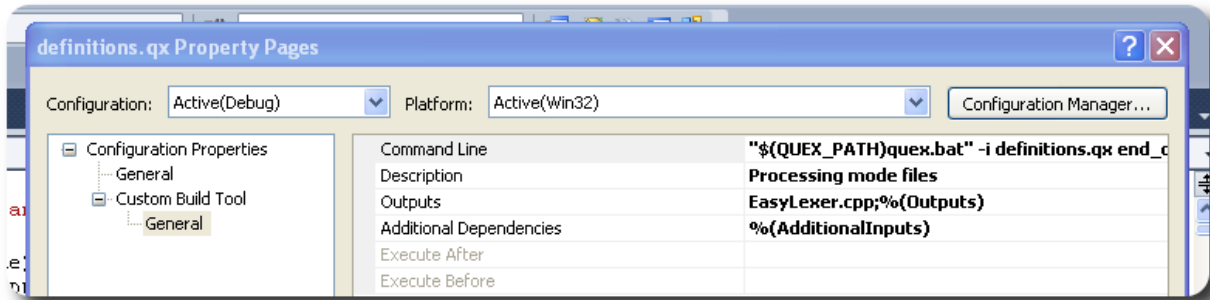 definitions.qx Property Pages
Configuration: Active(Debug) Platform: Active(Win32) Configuration Manager...
Configuration Properties
General
Custom Build Tool
General
Command Line "$(QUEX_PATH)quex.bat" -i definitions.qx
Description Processing mode files
Outputs EasyLexer.cpp;%(Outputs)
Additional Dependencies %(AdditionalInputs)
Execute After
Execute Before